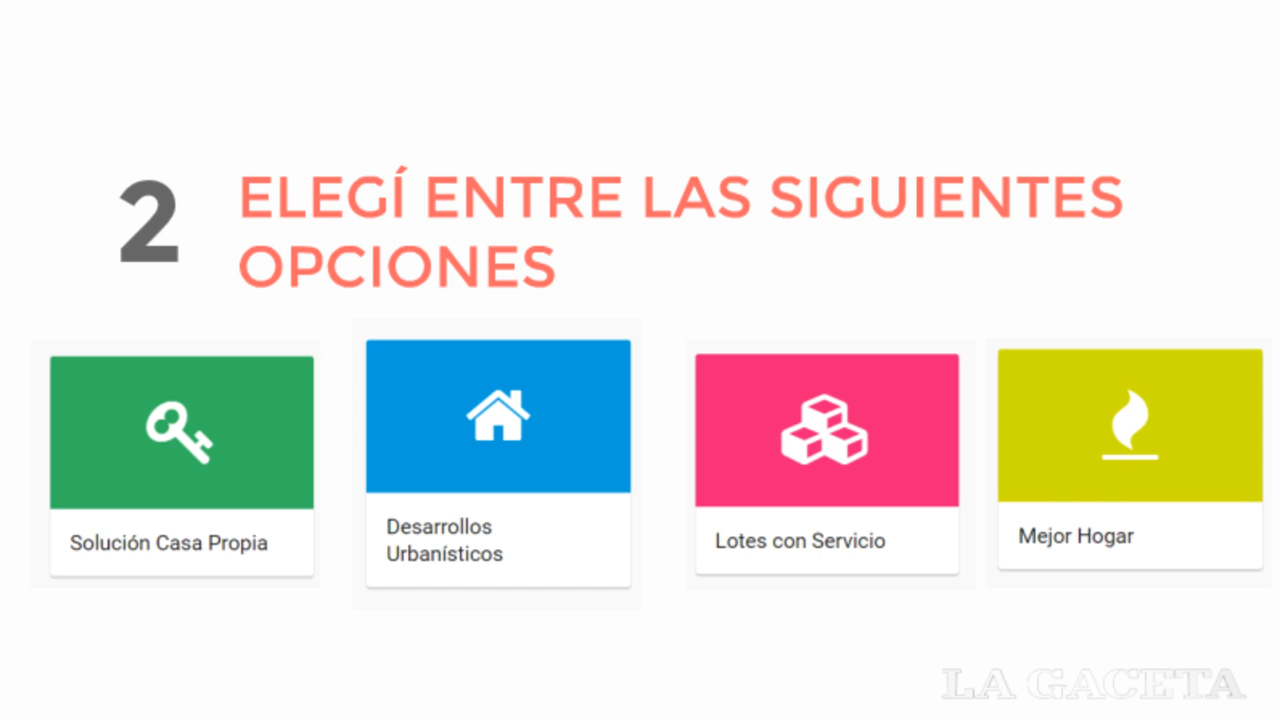 2
ELEGÍ ENTRE LAS SIGUIENTES
OPCIONES
Solución Casa Propia
Desarrollos
Urbanísticos
Lotes con Servicio
Mejor Hogar
LA GACETA